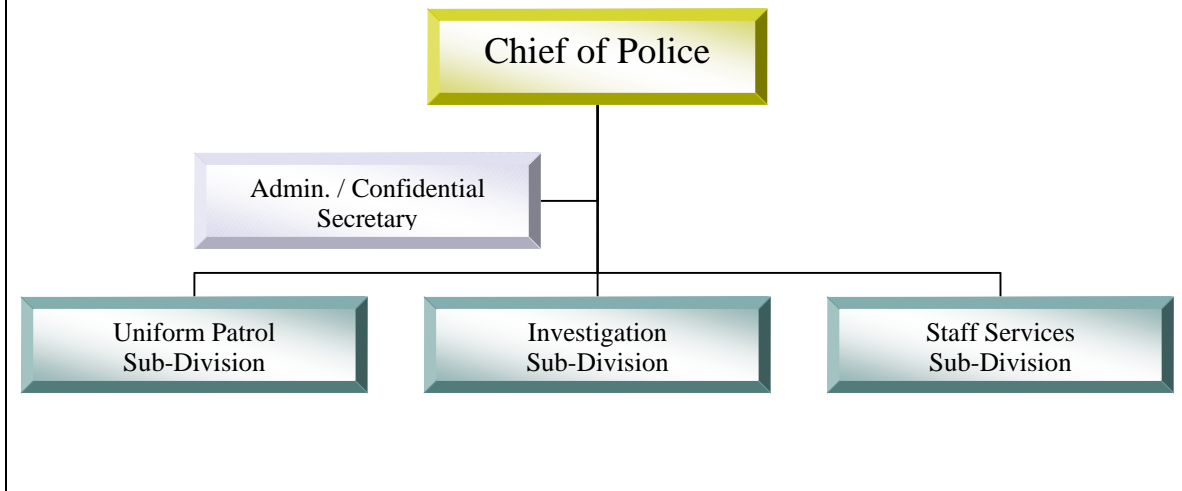 Chief of Police
Admin. / Confidential
Secretary
Uniform Patrol
Sub-Division
Investigation
Sub-Division
Staff Services
Sub-Division